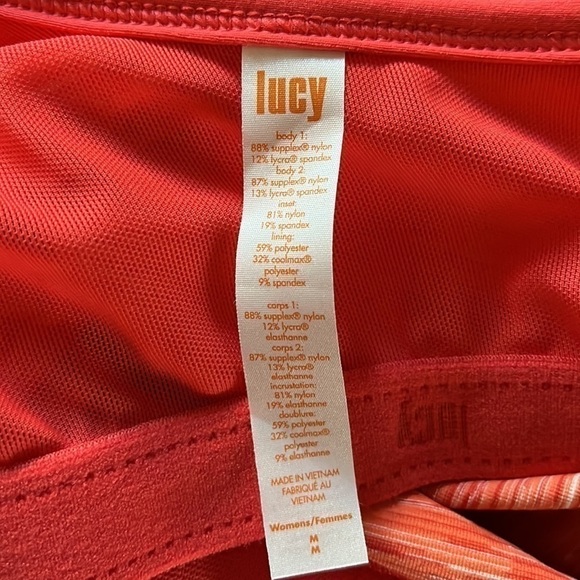 lucy
body 1:
88% supplex® nylon
12% lycra® spandex
body 2:
87% supplex® nylon
13% lycra® spandex
inset:
81% nylon
19% spandex
lining:
59% polyester
32% coolmax®
polyester
9% spandex
corps 1:
88% supplex® nylon
12% lycra®
elasthanne
corps 2:
87% supplex® nylon
13% lycra®
elasthanne
incrustation:
81% nylon
19% elasthanne
doublure:
59% polyester
32% coolmax®
polyester
9% elasthanne
MADE IN VIETNAM
FABRIQUÉ AU
VIETNAM
Womens/Femmes
M
M